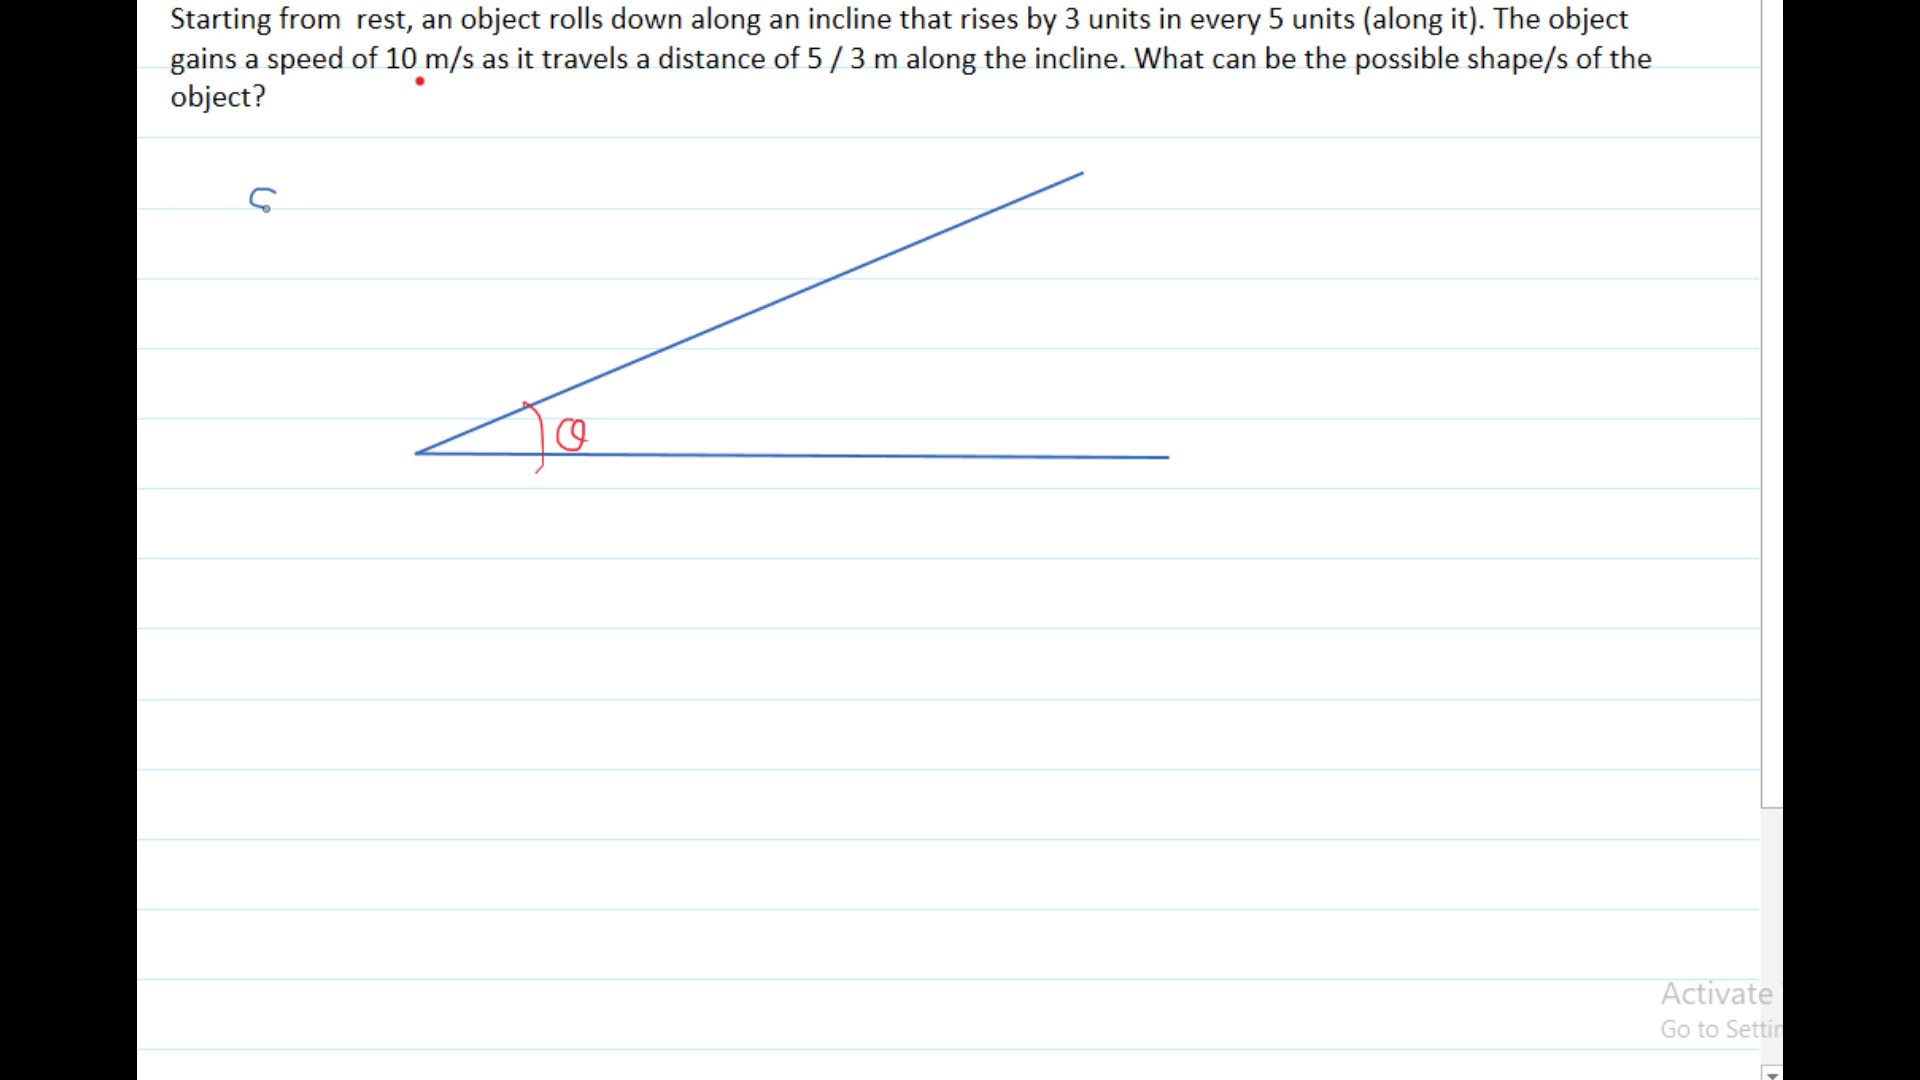 Starting from  rest, an object rolls down along an incline that rises by 3 units in every 5 units (along it). The object
gains a speed of 10 m/s as it travels a distance of 5 / 3 m along the incline. What can be the possible shape/s of the
object?
θ
Activate
Go to Settin